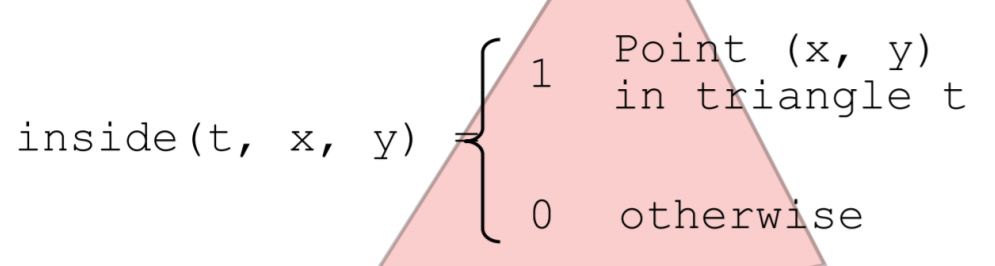 Point (x, y)
1
in triangle t
inside(t, x, y) =
0 otherwise